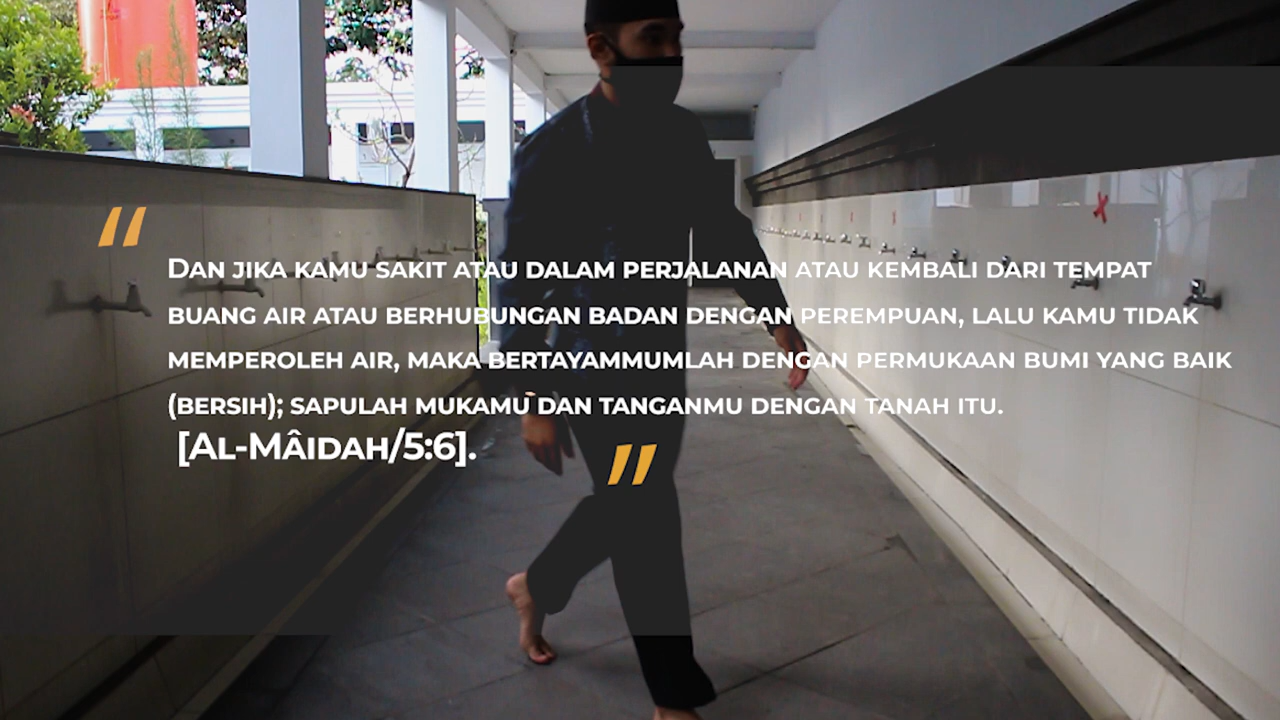 "
Dan jika kamu sakit atau dalam perjalanan atau kembali dari tempat
buang air atau berhubungan badan dengan perempuan, lalu kamu tidak
memperoleh air, maka bertayammumlah dengan permukaan bumi yang baik
(bersih); sapulah mukamu dan tanganmu dengan tanah itu.
[Al-Mâidah/5:6].
"